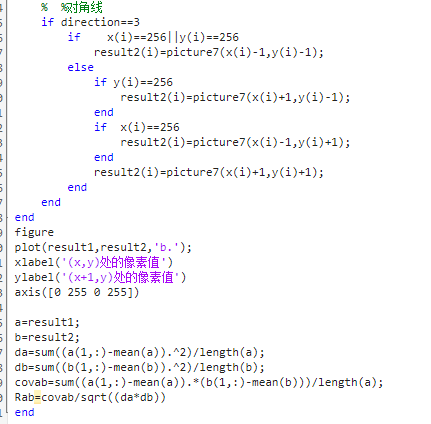 %  %对角线
if direction==3
if    x(i)==256||y(i)==256
result2(i)=picture7(x(i)-1,y(i)-1);
else
if y(i)==256
result2(i)=picture7(x(i)+1,y(i)-1);
end
if  x(i)==256
result2(i)=picture7(x(i)-1,y(i)+1);
end
result2(i)=picture7(x(i)+1,y(i)+1);
end
end
end
figure
plot(result1,result2,'b.');
xlabel('(x,y)处的像素值')
ylabel('(x+1,y)处的像素值')
axis([0 255 0 255])
a=result1;
b=result2;
da=sum((a(1,:)-mean(a)).^2)/length(a);
db=sum((b(1,:)-mean(b)).^2)/length(b);
covab=sum((a(1,:)-mean(a)).*(b(1,:)-mean(b)))/length(a);
Rab=covab/sqrt((da*db))
end